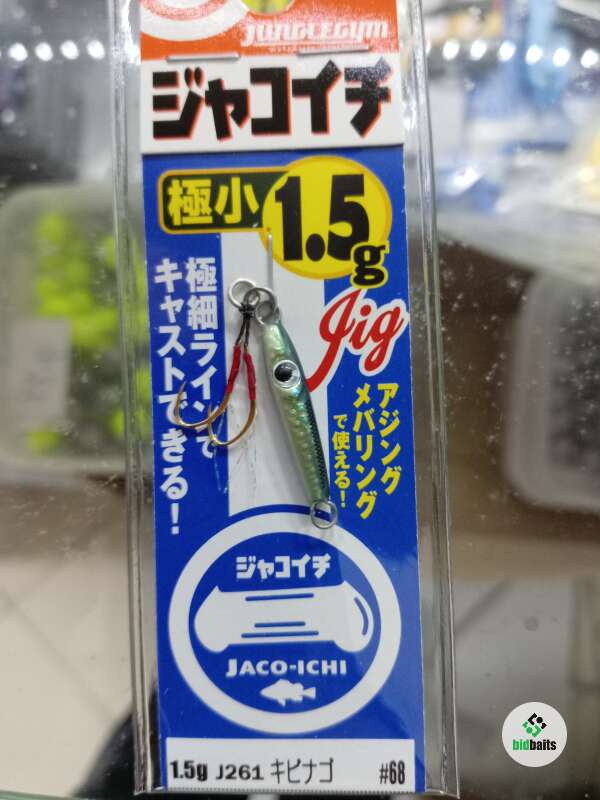 JUNGLEGYM
ジャコイチ
極小
1.5g
Jig
極細ラインで
キャストできる!
アジング
メバリング
で使える!
ジャコイチ
JACO-ICHI
1.5g J261 キビナゴ #68
bidbaits